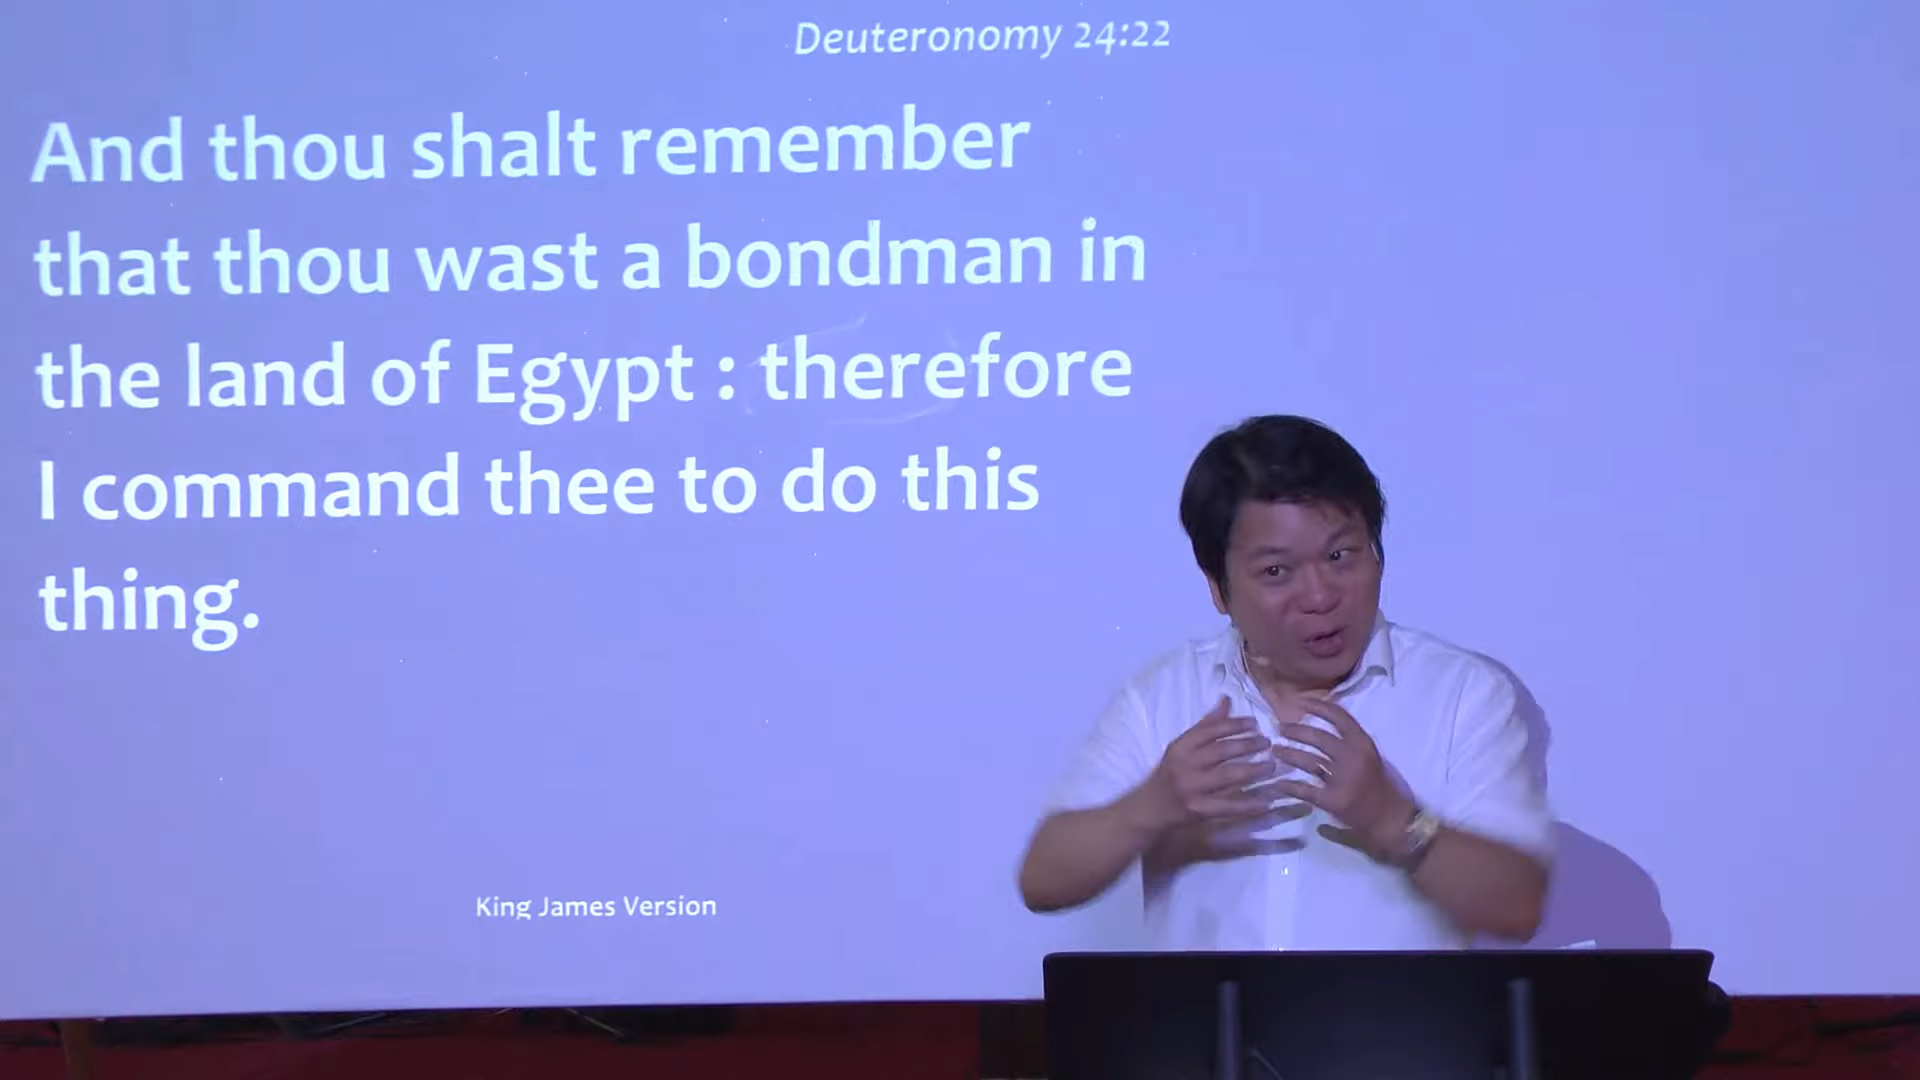 Deuteronomy 24:22
And thou shalt remember
that thou wast a bondman in
the land of Egypt : therefore
I command thee to do this
thing.
King James Version